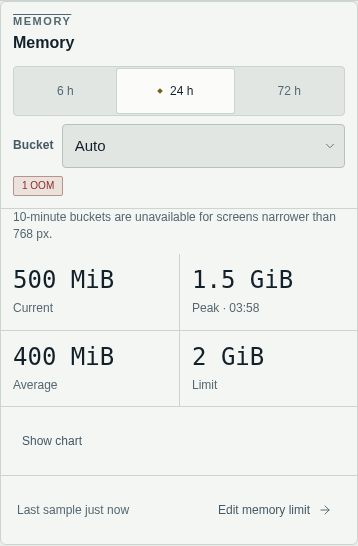 MEMORY
Memory
6 h
24 h
72 h
Bucket
Auto
1 OOM
10-minute buckets are unavailable for screens narrower than
768 px.
500 MiB
1.5 GiB
Current
Peak · 03:58
400 MiB
2 GiB
Average
Limit
Show chart
Last sample just now
Edit memory limit →